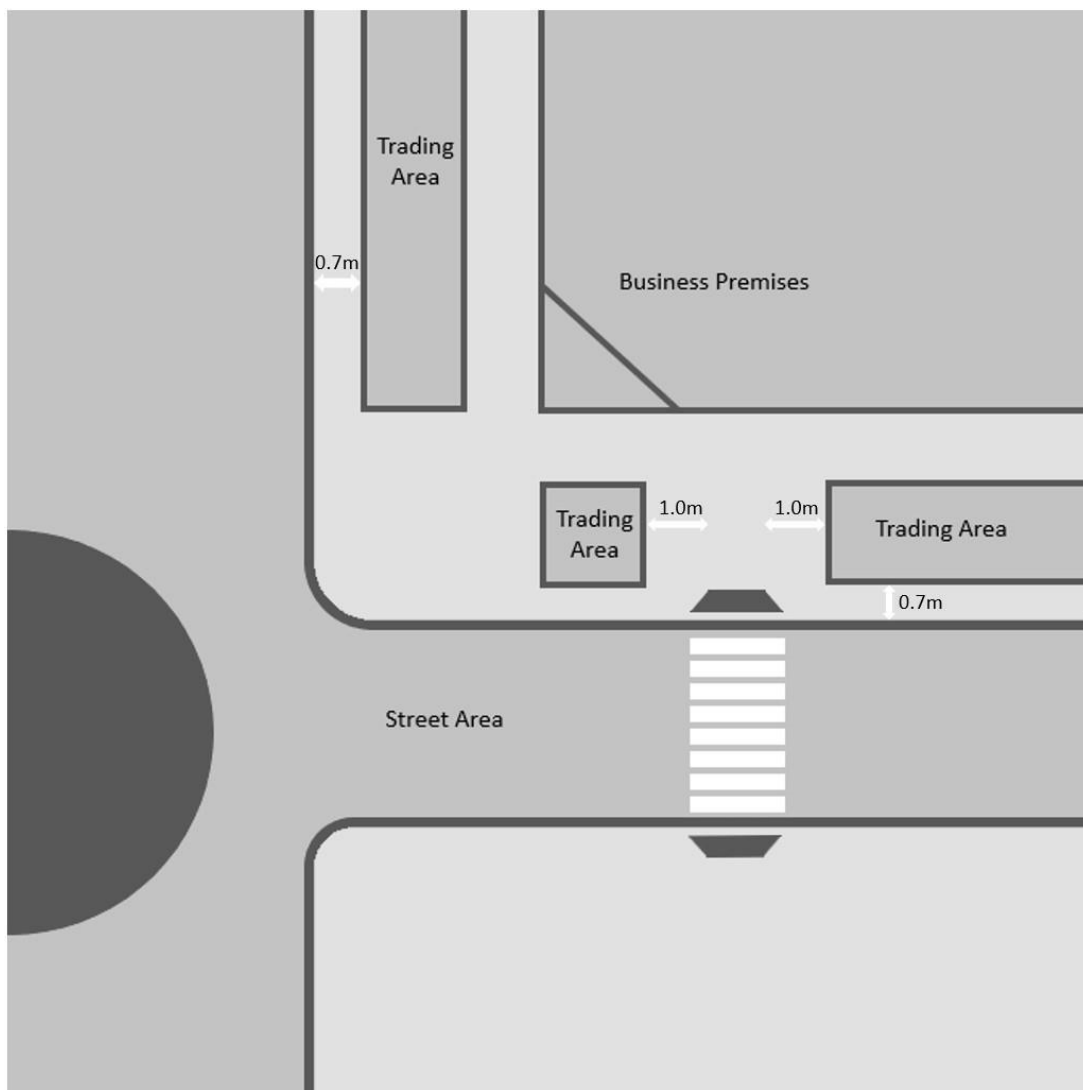 Trading
Area
0.7m
Business Premises
Trading
Area
1.0m
1.0m
Trading Area
0.7m
Street Area